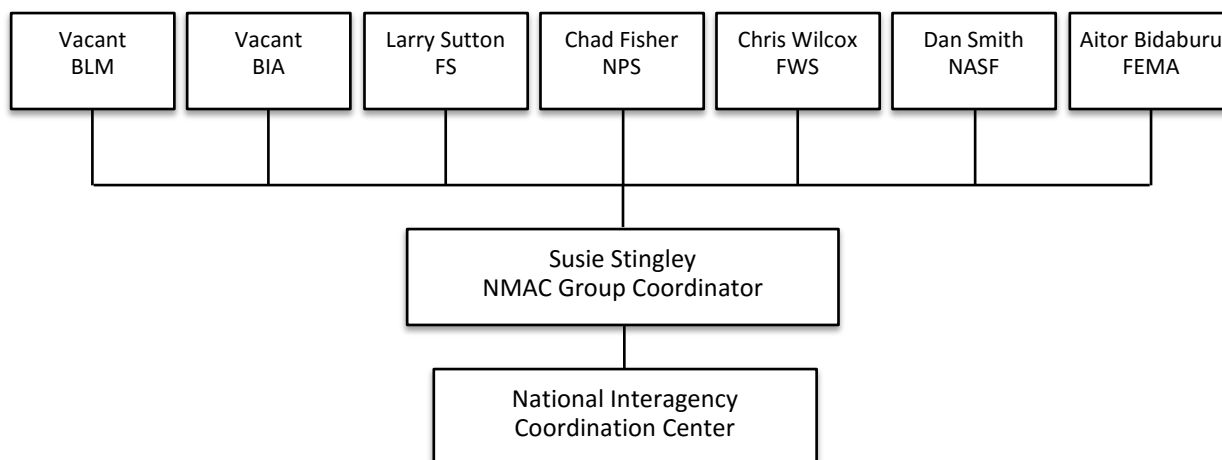 Vacant
BLM
Vacant
BIA
Larry Sutton
FS
Chad Fisher
NPS
Chris Wilcox
FWS
Dan Smith
NASF
Aitor Bidaburu
FEMA
Susie Stingley
NMAC Group Coordinator
National Interagency
Coordination Center